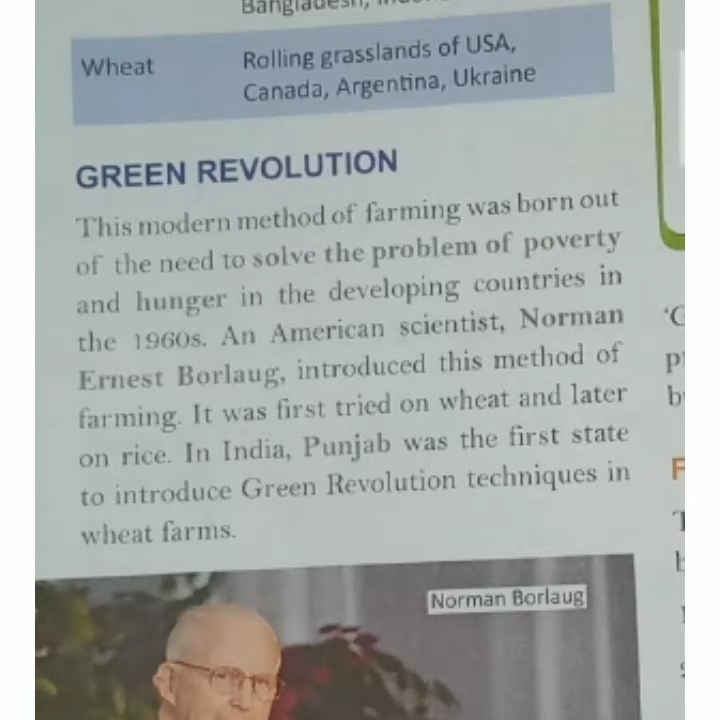 Bangladesh,
Wheat
Rolling grasslands of USA,
Canada, Argentina, Ukraine
GREEN REVOLUTION
This modern method of farming was born out
of the need to solve the problem of poverty
and hunger in the developing countries in
the 1960s. An American scientist, Norman
Ernest Borlaug, introduced this method of
farming. It was first tried on wheat and later
on rice. In India, Punjab was the first state
to introduce Green Revolution techniques in
wheat farms.
Norman Borlaug